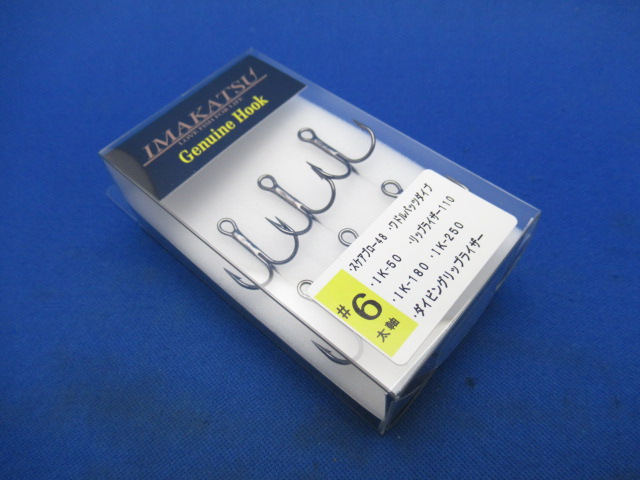 IMAKATSU
Genuine Hook
・スケアブロー48 ・ワドルバッツダイブ
・IK-50 ・リップライザー110
・IK-180 ・IK-250
・ダイビングリップライザー
#6
太軸